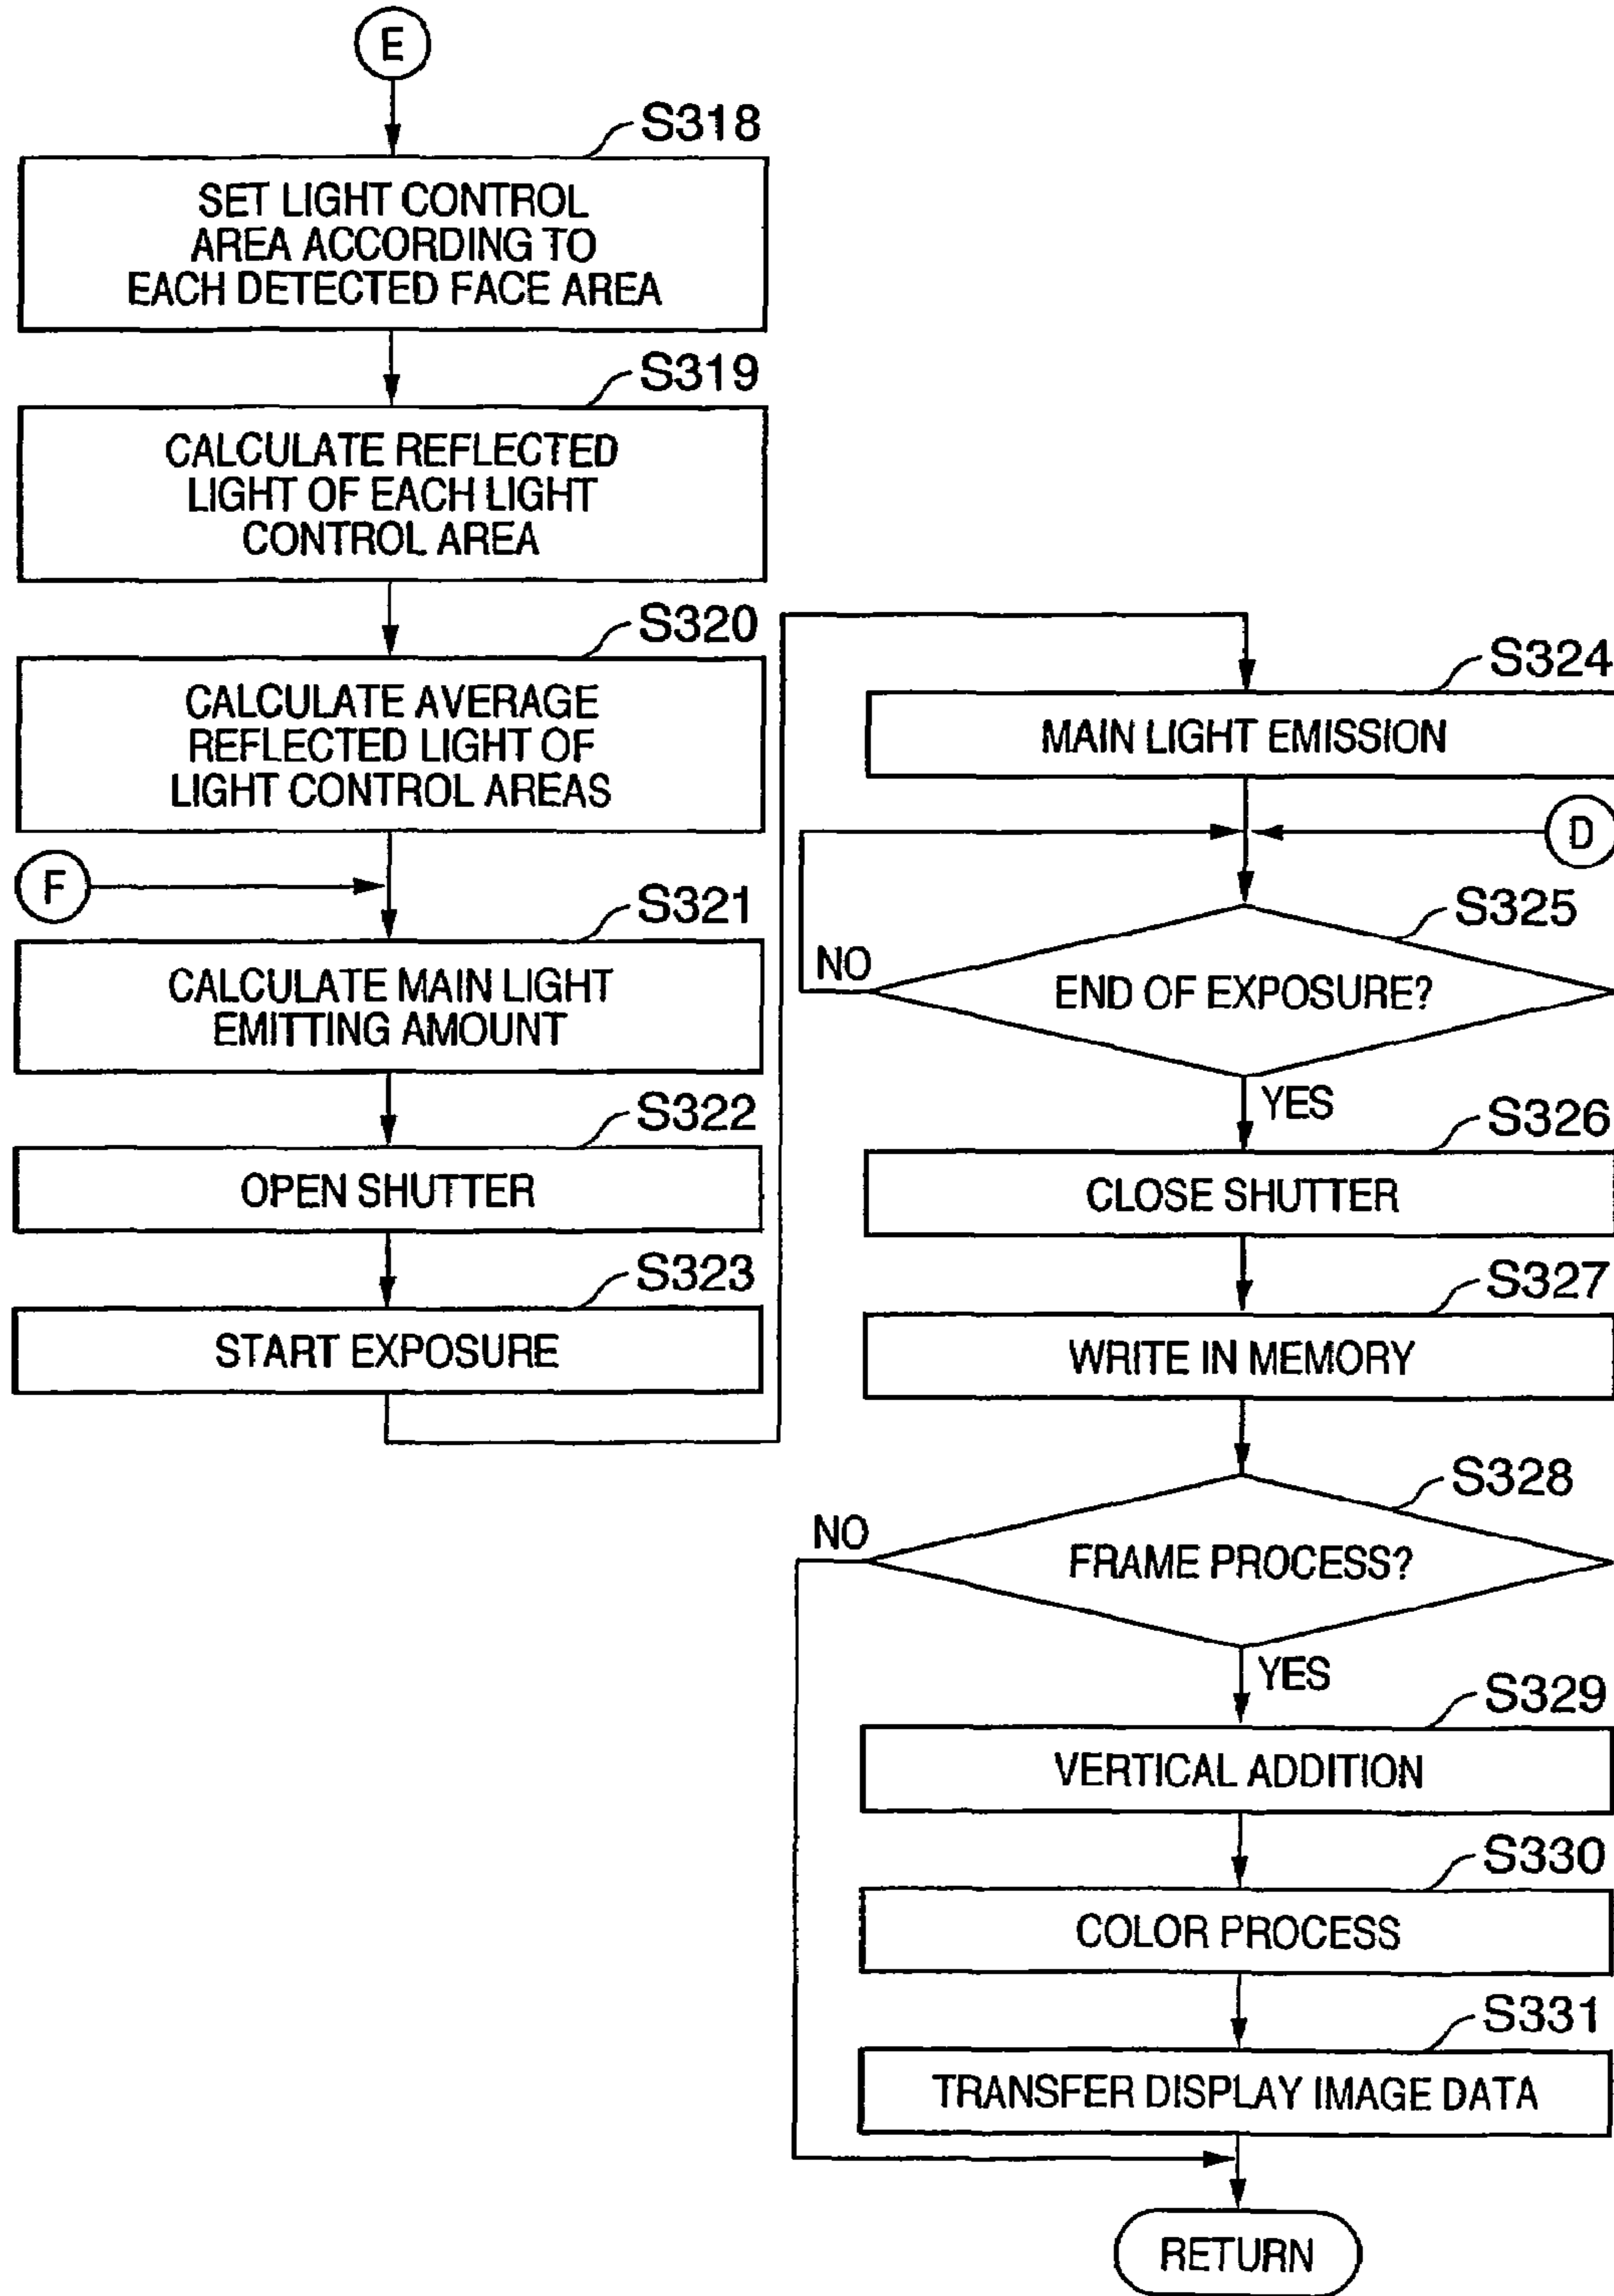 E
S318
SET LIGHT CONTROL
AREA ACCORDING TO
EACH DETECTED FACE AREA
S319
CALCULATE REFLECTED
LIGHT OF EACH LIGHT
CONTROL AREA
S320
CALCULATE AVERAGE
REFLECTED LIGHT OF
LIGHT CONTROL AREAS
F
S321
CALCULATE MAIN LIGHT
EMITTING AMOUNT
S322
OPEN SHUTTER
S323
START EXPOSURE
S324
MAIN LIGHT EMISSION
D
S325
NO
END OF EXPOSURE?
YES
S326
CLOSE SHUTTER
S327
WRITE IN MEMORY
S328
NO
FRAME PROCESS?
YES
S329
VERTICAL ADDITION
S330
COLOR PROCESS
S331
TRANSFER DISPLAY IMAGE DATA
RETURN